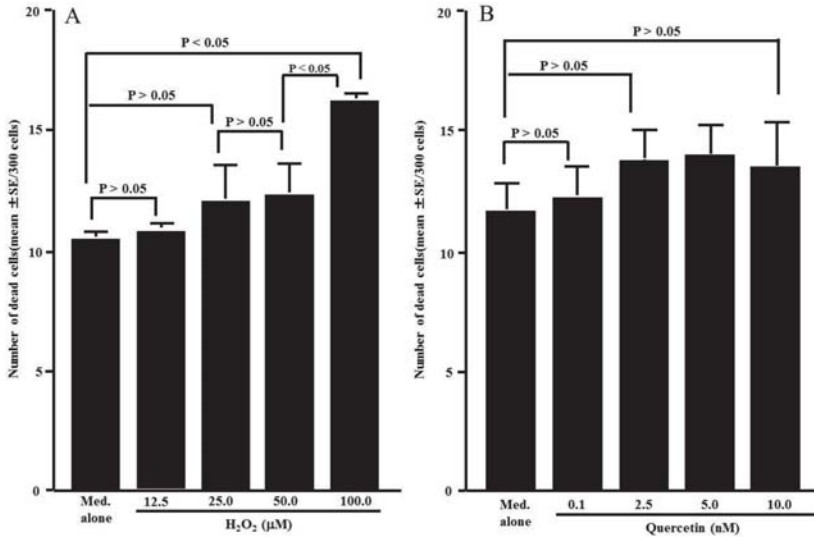 A
Number of dead cells(mean ±SE/300 cells)
20
15
10
5
0
P < 0.05
P < 0.05
P > 0.05
P > 0.05
P > 0.05
Med.
alone
12.5
25.0
50.0
100.0
H₂O₂ (µM)
B
Number of dead cells(mean ±SE/300 cells)
20
15
10
5
0
P > 0.05
P > 0.05
P > 0.05
Med.
alone
0.1
2.5
5.0
10.0
Quercetin (nM)